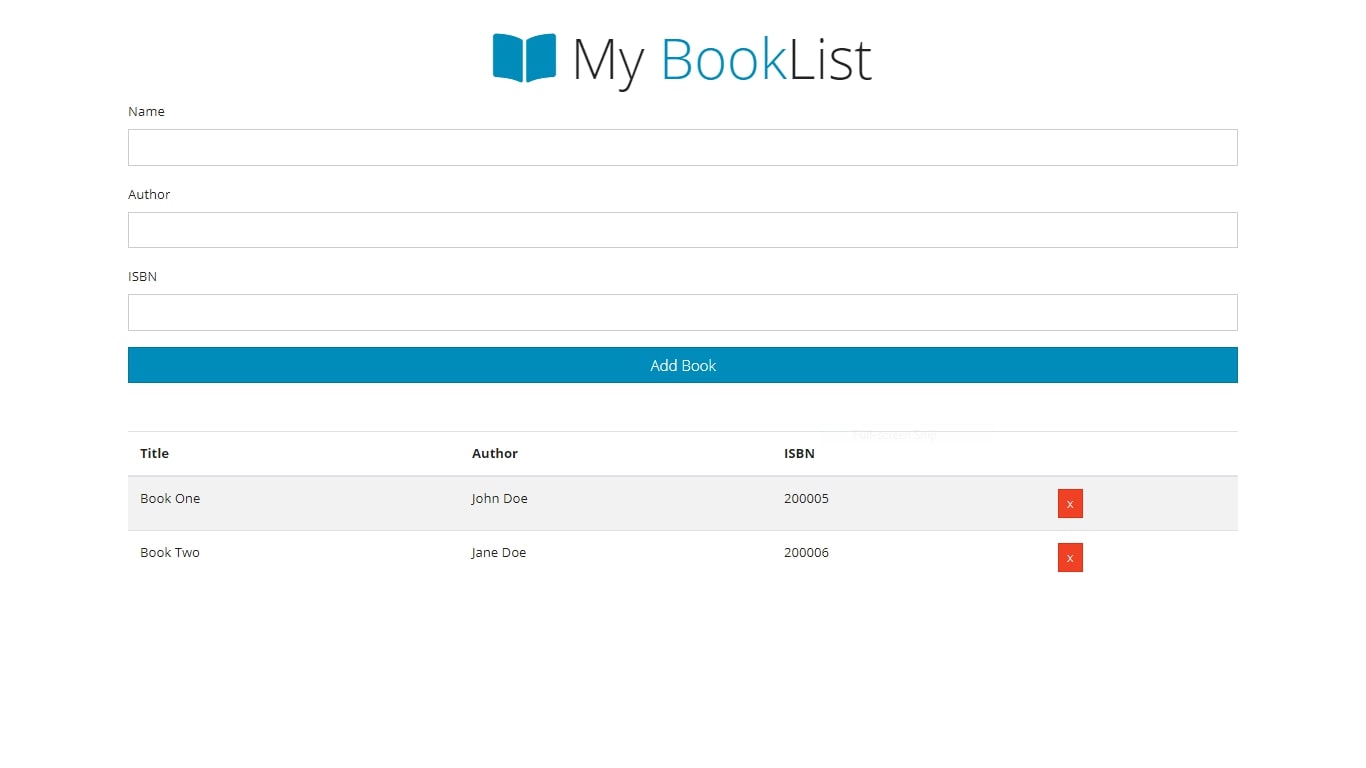 My BookList
Name
Author
ISBN
Add Book
Full-screen Snip
Title Author ISBN
Book One John Doe 200005 x
Book Two Jane Doe 200006 x